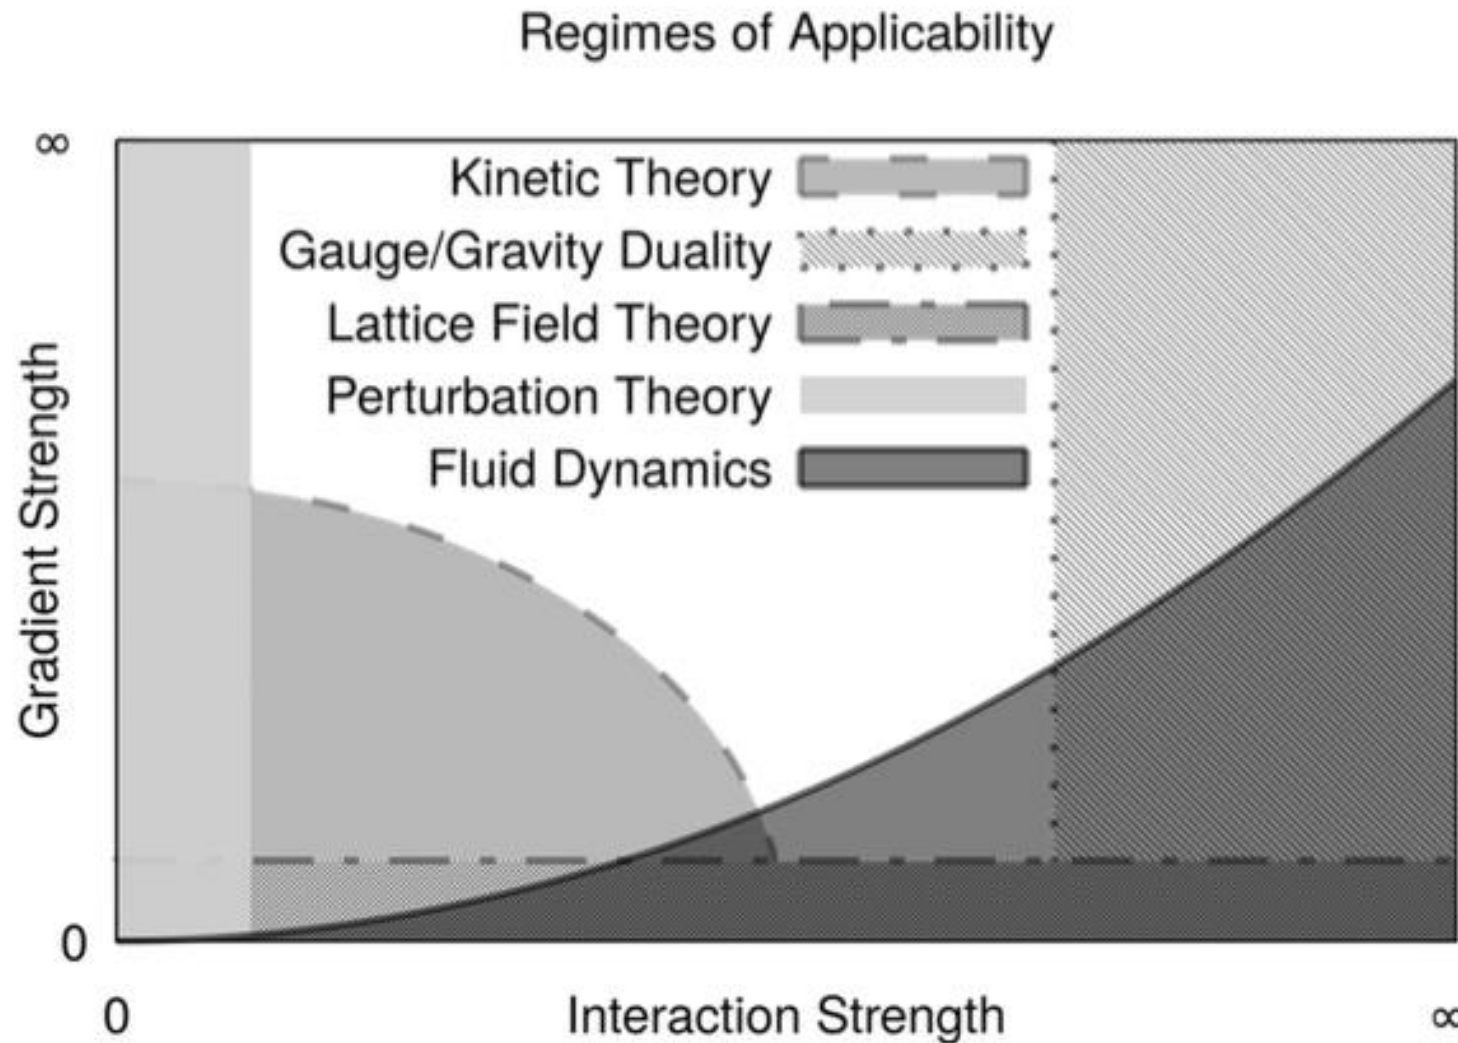 Regimes of Applicability
∞
Kinetic Theory
Gauge/Gravity Duality
Lattice Field Theory
Perturbation Theory
Fluid Dynamics
Gradient Strength
0
0
Interaction Strength
∞